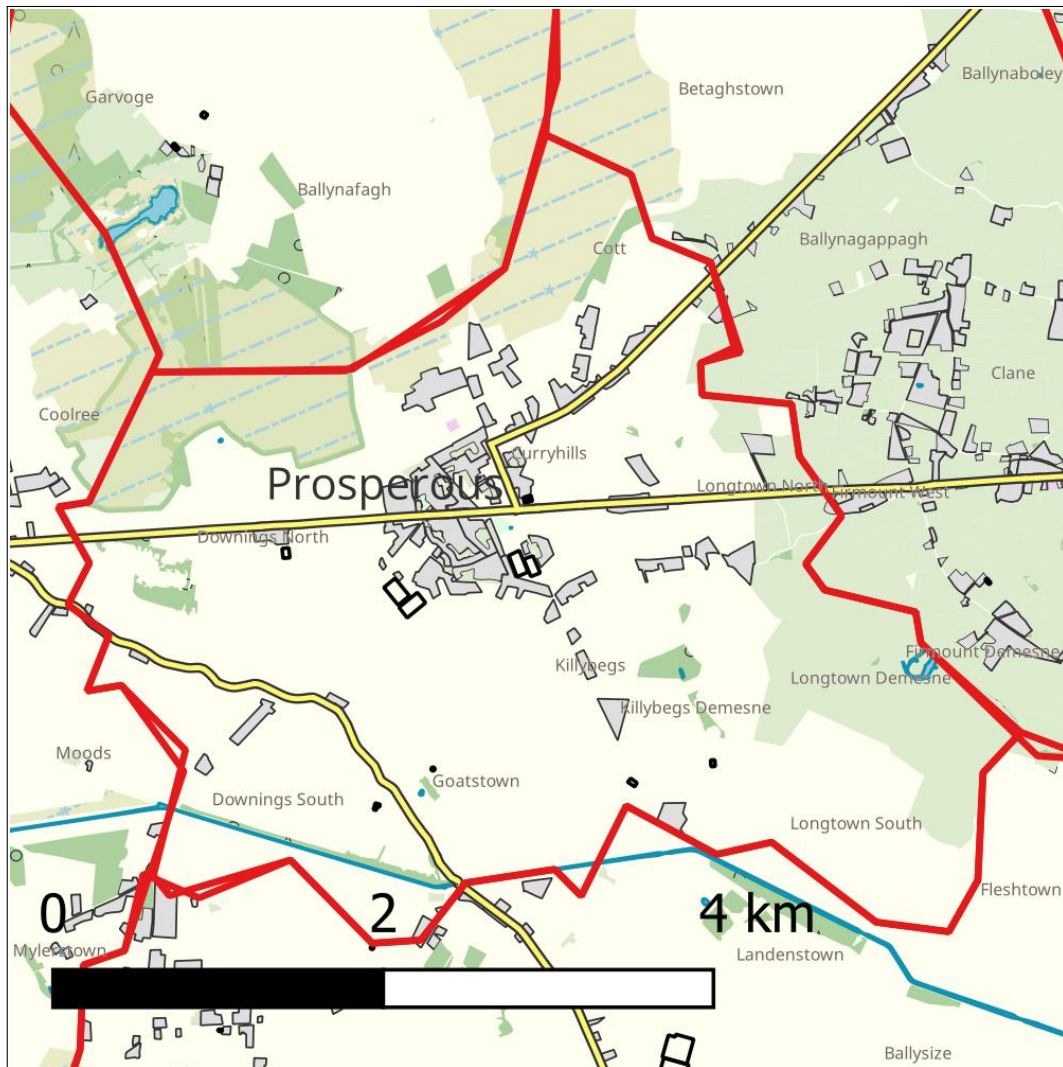 Ballynaboley
Betaghstown
Garvoge
Ballynafagh
Ballynagappagh
Cott
Clane
Coolree
Curryhills
Prosperous
Longtown North
Firmount West
Downings North
Firmount Demesne
Killybegs
Longtown Demesne
Killybegs Demesne
Moods
Goatstown
Downings South
Longtown South
Fleshtown
0 2 4 km
Mylerstown
Landenstown
Ballysize